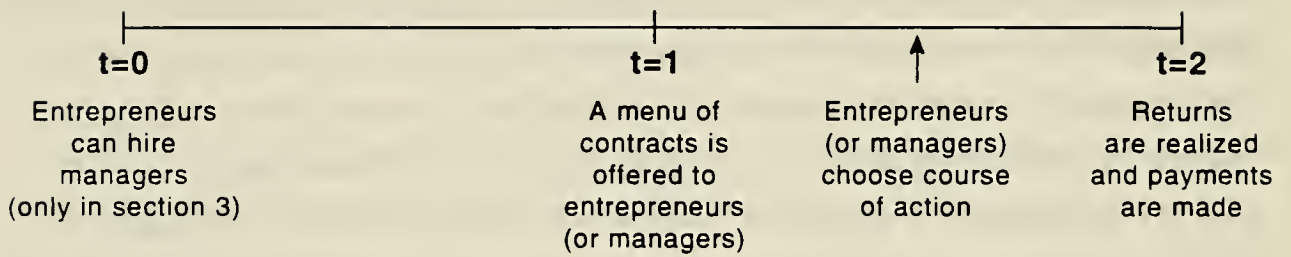 t=0
Entrepreneurs
can hire
managers
(only in section 3)
t=1
A menu of
contracts is
offered to
entrepreneurs
(or managers)
Entrepreneurs
(or managers)
choose course
of action
t=2
Returns
are realized
and payments
are made